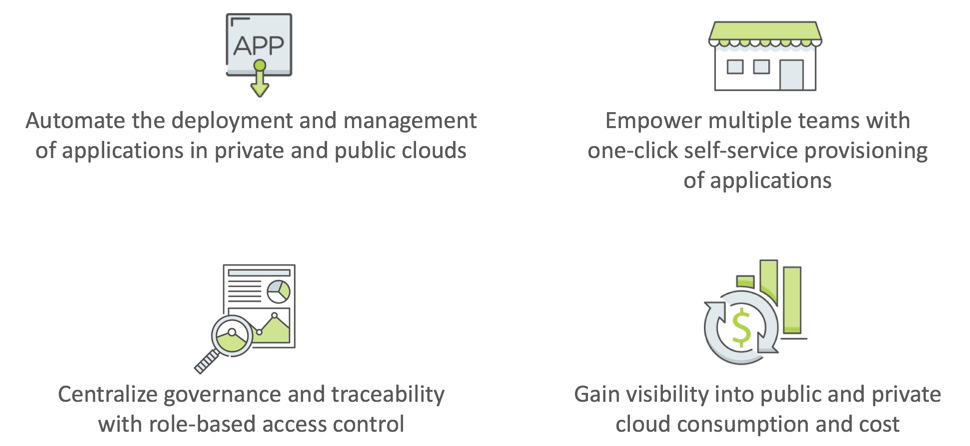 APP
Automate the deployment and management
of applications in private and public clouds
Empower multiple teams with
one-click self-service provisioning
of applications
Centralize governance and traceability
with role-based access control
$
Gain visibility into public and private
cloud consumption and cost